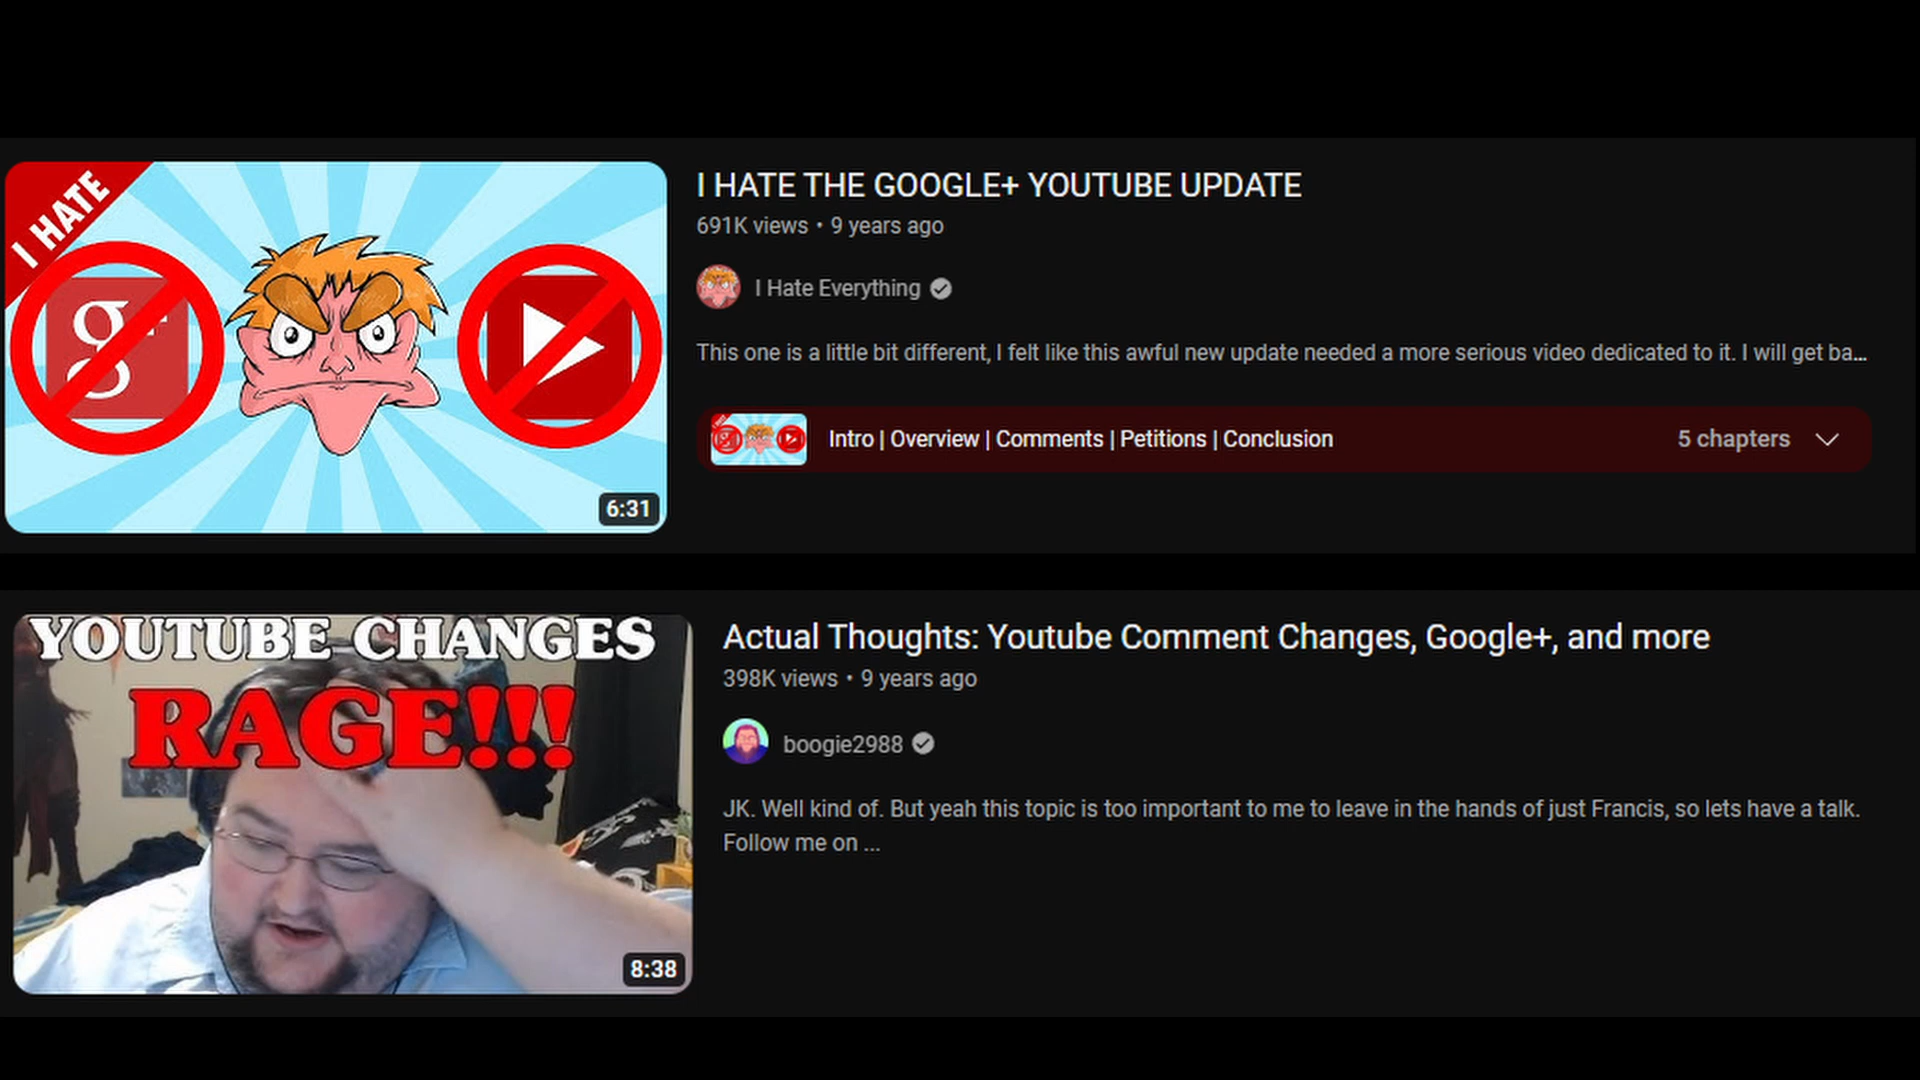 I HATE
g+
6:31
I HATE THE GOOGLE+ YOUTUBE UPDATE
691K views • 9 years ago
I Hate Everything
This one is a little bit different, I felt like this awful new update needed a more serious video dedicated to it. I will get ba...
Intro | Overview | Comments | Petitions | Conclusion
5 chapters
YOUTUBE CHANGES
RAGE!!!
8:38
Actual Thoughts: Youtube Comment Changes, Google+, and more
398K views • 9 years ago
boogie2988
JK. Well kind of. But yeah this topic is too important to me to leave in the hands of just Francis, so lets have a talk.
Follow me on ...